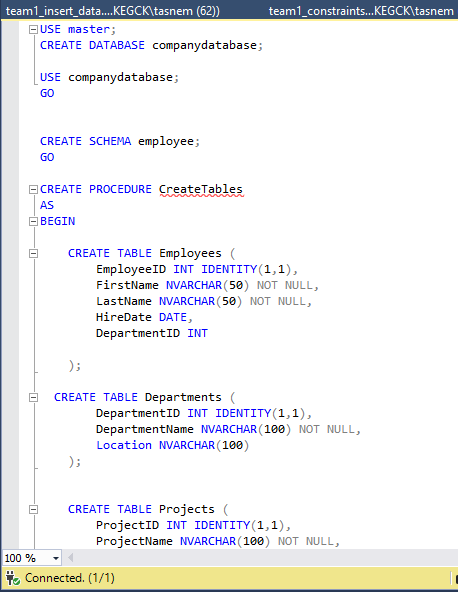 team1_insert_data....KEGCK\tasnem (62))    team1_constraints...KEGCK\tasnem
USE master;
CREATE DATABASE companydatabase;
USE companydatabase;
GO
CREATE SCHEMA employee;
GO
CREATE PROCEDURE CreateTables
AS
BEGIN
CREATE TABLE Employees (
EmployeeID INT IDENTITY(1,1),
FirstName NVARCHAR(50) NOT NULL,
LastName NVARCHAR(50) NOT NULL,
HireDate DATE,
DepartmentID INT
);
CREATE TABLE Departments (
DepartmentID INT IDENTITY(1,1),
DepartmentName NVARCHAR(100) NOT NULL,
Location NVARCHAR(100)
);
CREATE TABLE Projects (
ProjectID INT IDENTITY(1,1),
ProjectName NVARCHAR(100) NOT NULL,
100 %
Connected. (1/1)